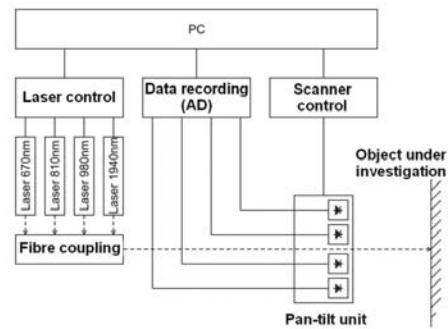 PC
Laser control
Data recording
(AD)
Scanner
control
Laser 670nm
Laser 810nm
Laser 980nm
Laser 1940nm
Object under
investigation
Fibre coupling
Pan-tilt unit